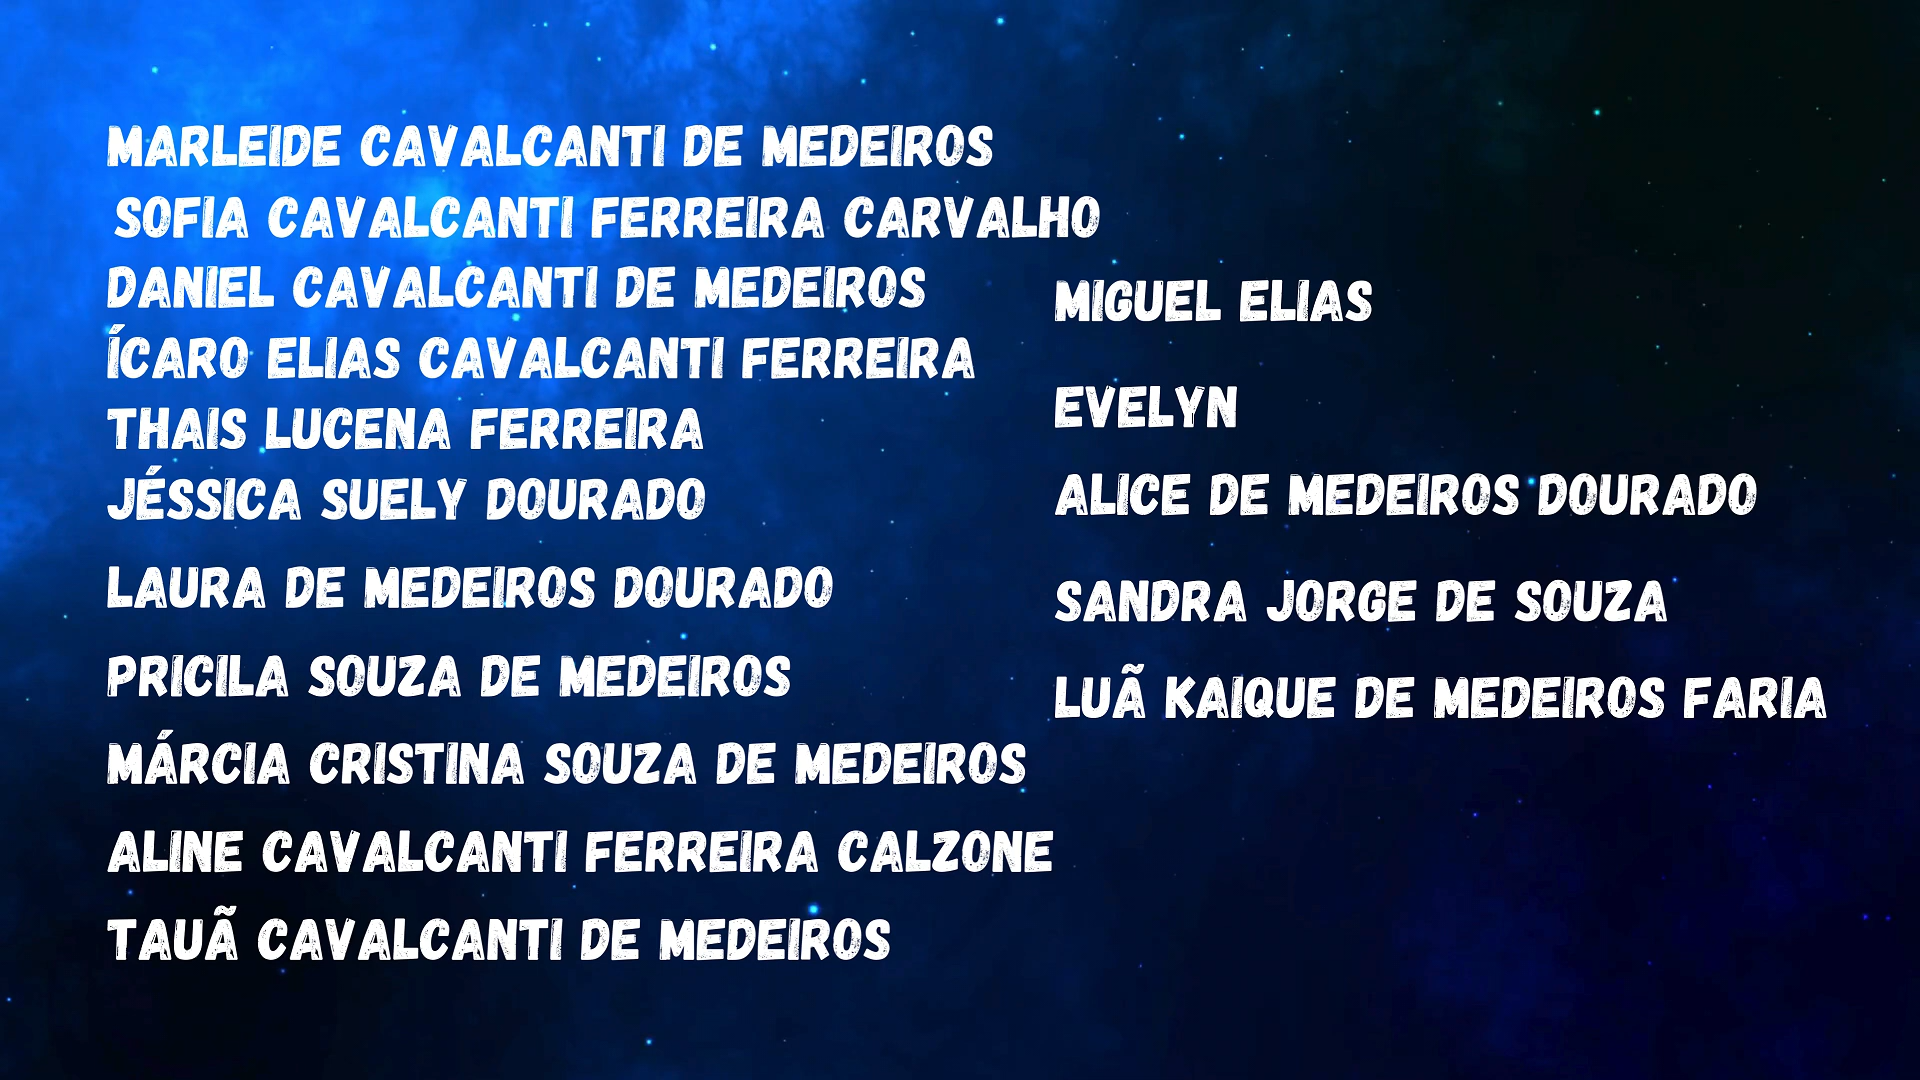 MARLEIDE CAVALCANTI DE MEDEIROS
SOFIA CAVALCANTI FERREIRA CARVALHO
DANIEL CAVALCANTI DE MEDEIROS
ÍCARO ELIAS CAVALCANTI FERREIRA
THAIS LUCENA FERREIRA
JÉSSICA SUELY DOURADO
LAURA DE MEDEIROS DOURADO
PRICILA SOUZA DE MEDEIROS
MÁRCIA CRISTINA SOUZA DE MEDEIROS
ALINE CAVALCANTI FERREIRA CALZONE
TAUÃ CAVALCANTI DE MEDEIROS
MIGUEL ELIAS
EVELYN
ALICE DE MEDEIROS DOURADO
SANDRA JORGE DE SOUZA
LUÃ KAIQUE DE MEDEIROS FARIA